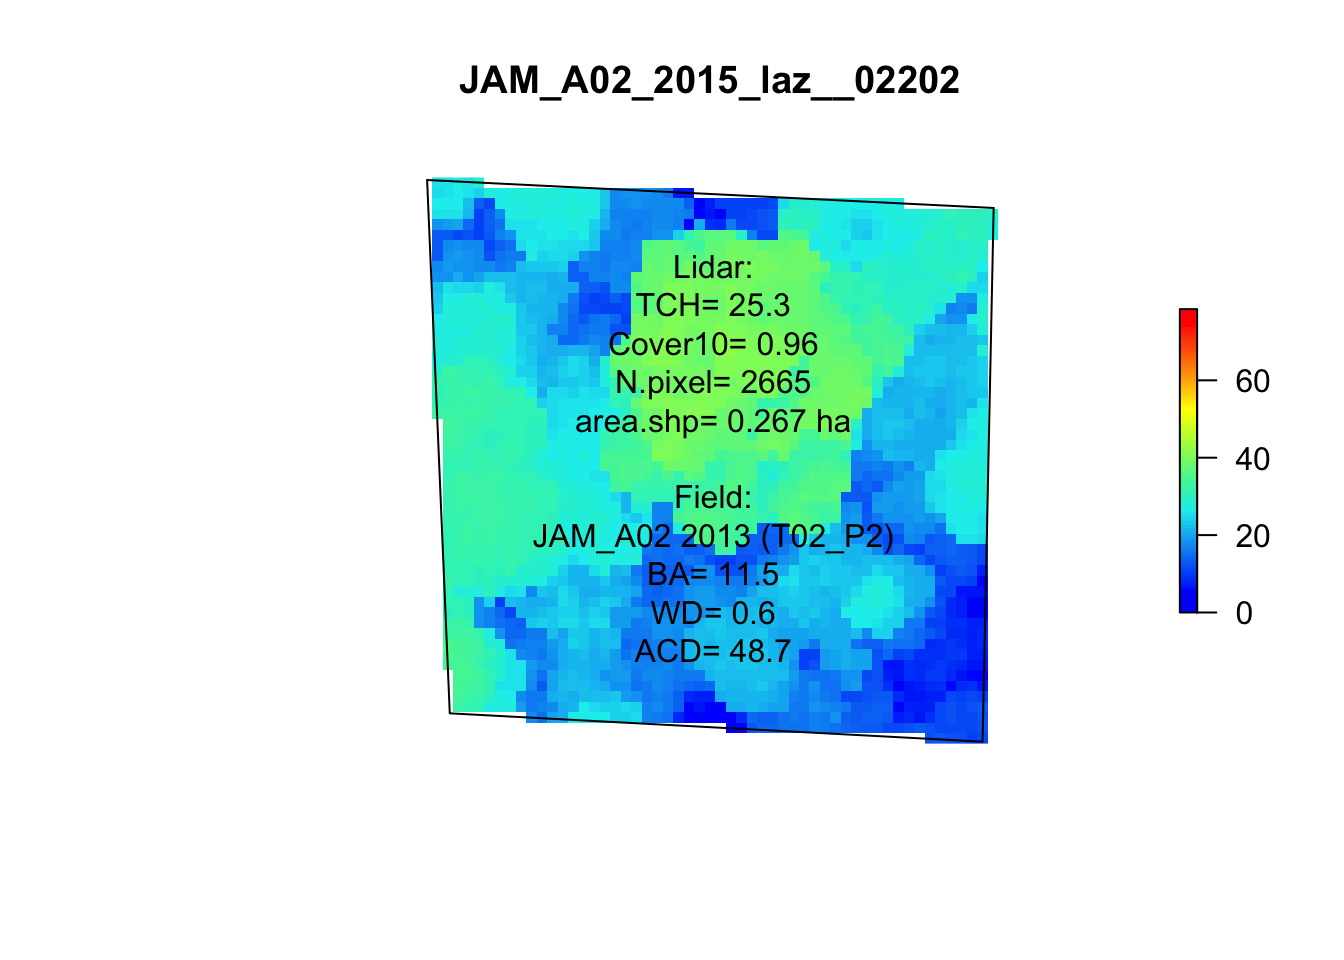 JAM_A02_2015_laz__02202
Lidar:
TCH= 25.3
Cover10= 0.96
N.pixel= 2665
area.shp= 0.267 ha
Field:
JAM_A02 2013 (T02_P2)
BA= 11.5
WD= 0.6
ACD= 48.7
60
40
20
0